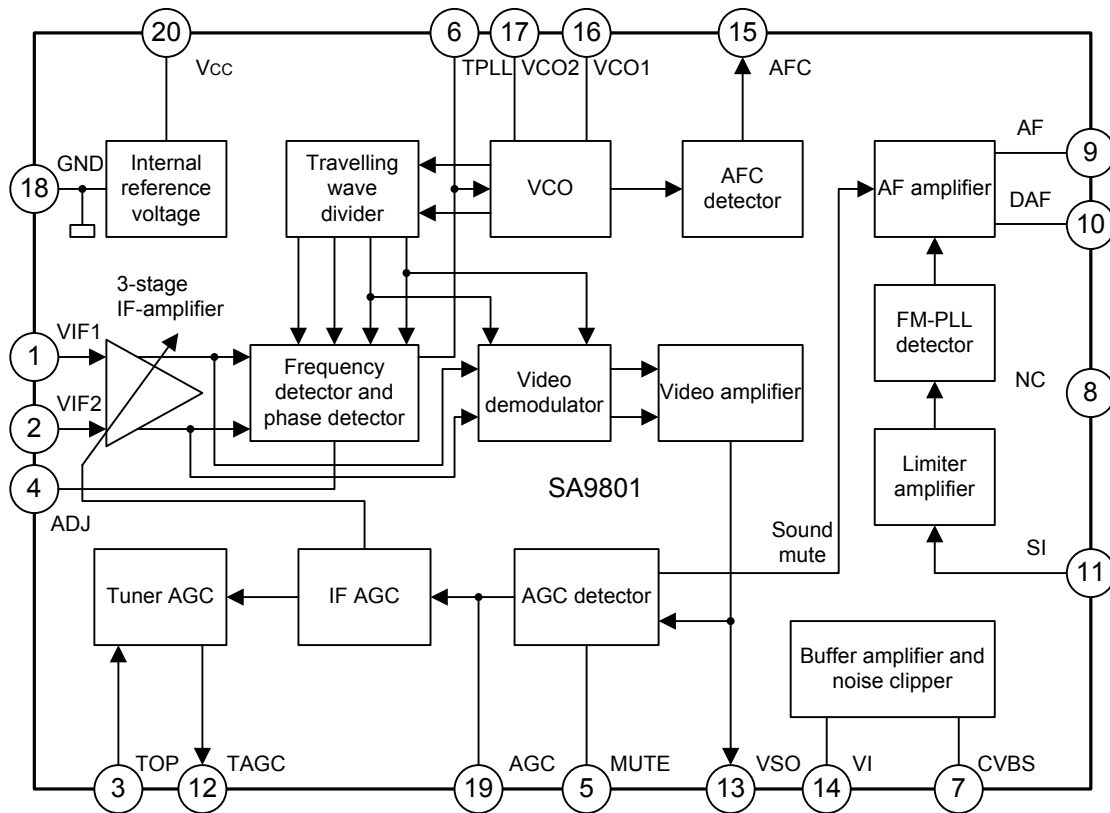 20
6
17
16
15
VCC
TPLL
VCO2
VCO1
AFC
GND
18
Internal
reference
voltage
Travelling
wave
divider
VCO
AFC
detector
AF amplifier
AF
9
DAF
10
3-stage
IF-amplifier
VIF1
1
VIF2
2
4
ADJ
Frequency
detector and
phase detector
Video
demodulator
Video amplifier
FM-PLL
detector
NC
8
Limiter
amplifier
SA9801
Sound
mute
SI
11
Tuner AGC
IF AGC
AGC detector
Buffer amplifier and
noise clipper
TOP
TAGC
AGC
MUTE
VSO
VI
CVBS
3
12
19
5
13
14
7